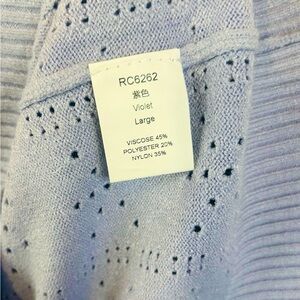 RC6262
紫色
Violet
Large
VISCOSE 45%
POLYESTER 20%
NYLON 35%